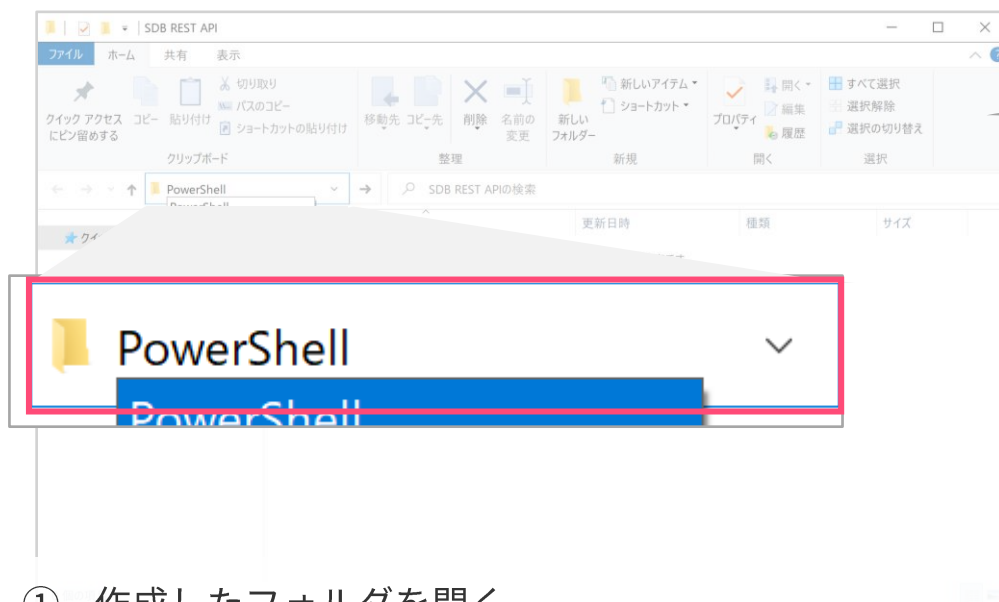 SDB REST API
ファイル ホーム 共有 表示
クイック アクセス
にピン留めする
コピー
貼り付け
切り取り
パスのコピー
ショートカットの貼り付け
クリップボード
移動先
コピー先
削除
名前の
変更
整理
新しい
フォルダー
新しいアイテム
ショートカット
新規
プロパティ
開く
編集
履歴
開く
すべて選択
選択解除
選択の切り替え
選択
PowerShell
SDB REST APIの検索
PowerShell
更新日時 種類 サイズ
PowerShell
PowerShell
① 作成したフォルダを開く